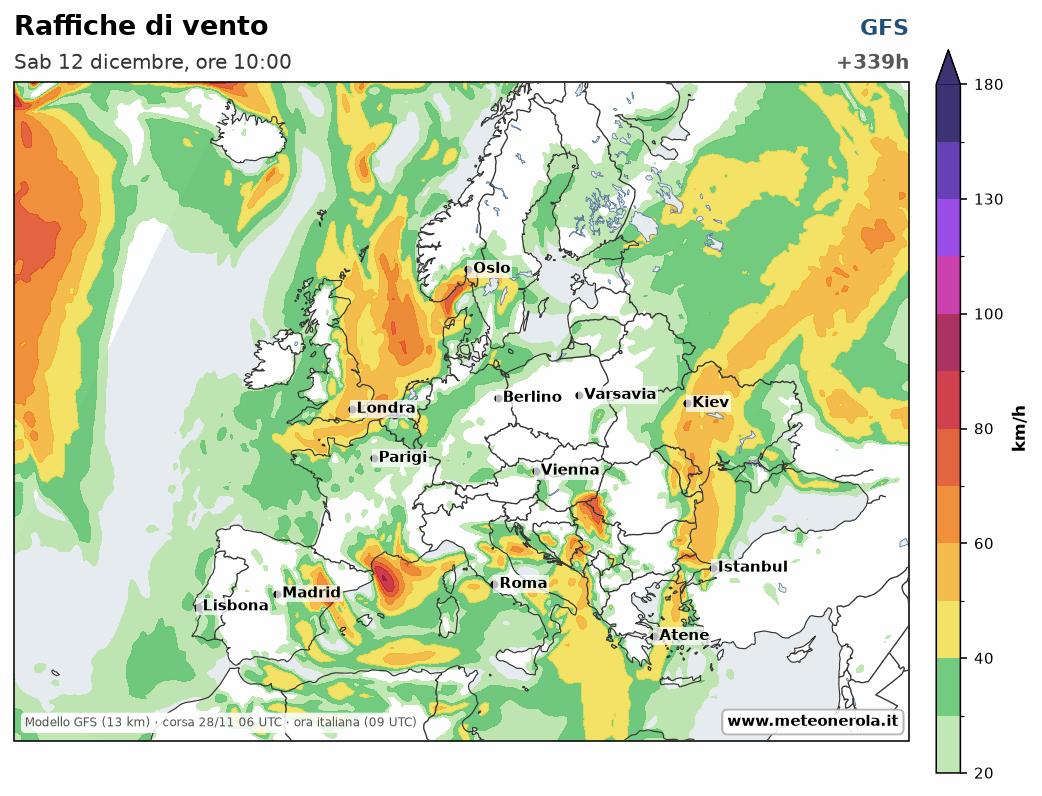 Raffiche di vento
GFS
Sab 12 dicembre, ore 10:00
+339h
180
130
100
80
60
40
20
km/h
Oslo
Londra
Berlino
Varsavia
Kiev
Parigi
Vienna
Istanbul
Roma
Madrid
Lisbona
Atene
Modello GFS (13 km) · corsa 28/11 06 UTC · ora italiana (09 UTC)
www.meteonerola.it